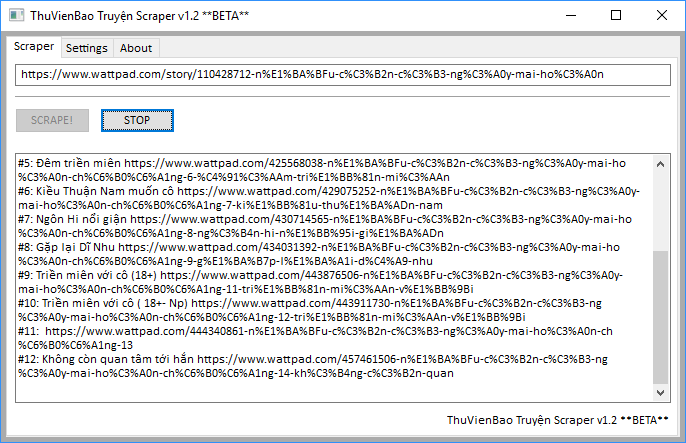 ThuVienBao Truyện Scraper v1.2 **BETA**
Scraper Settings About
https://www.wattpad.com/story/110428712-n%E1%BA%BFu-c%C3%B2n-c%C3%B3-ng%C3%A0y-mai-ho%C3%A0n
SCRAPE! STOP
#5: Đêm triền miên https://www.wattpad.com/425568038-n%E1%BA%BFu-c%C3%B2n-c%C3%B3-ng%C3%A0y-mai-ho
%C3%A0n-ch%C6%B0%C6%A1ng-6-%C4%91%C3%AAm-tri%E1%BB%81n-mi%C3%AAn
#6: Kiều Thuận Nam muốn cô https://www.wattpad.com/429075252-n%E1%BA%BFu-c%C3%B2n-c%C3%B3-ng%C3%A0y-
mai-ho%C3%A0n-ch%C6%B0%C6%A1ng-7-ki%E1%BB%81u-thu%E1%BA%ADn-nam
#7: Ngôn Hi nổi giận https://www.wattpad.com/430714565-n%E1%BA%BFu-c%C3%B2n-c%C3%B3-ng%C3%A0y-mai-ho
%C3%A0n-ch%C6%B0%C6%A1ng-8-ng%C3%B4n-hi-n%E1%BB%95i-gi%E1%BA%ADn
#8: Gặp lại Dĩ Nhu https://www.wattpad.com/434031392-n%E1%BA%BFu-c%C3%B2n-c%C3%B3-ng%C3%A0y-mai-ho
%C3%A0n-ch%C6%B0%C6%A1ng-9-g%E1%BA%B7p-l%E1%BA%A1i-d%C4%A9-nhu
#9: Triền miên với cô (18+) https://www.wattpad.com/443876506-n%E1%BA%BFu-c%C3%B2n-c%C3%B3-ng%C3%A0y-
mai-ho%C3%A0n-ch%C6%B0%C6%A1ng-11-tri%E1%BB%81n-mi%C3%AAn-v%E1%BB%9Bi
#10: Triền miên với cô ( 18+- Np) https://www.wattpad.com/443911730-n%E1%BA%BFu-c%C3%B2n-c%C3%B3-ng
%C3%A0y-mai-ho%C3%A0n-ch%C6%B0%C6%A1ng-12-tri%E1%BB%81n-mi%C3%AAn-v%E1%BB%9Bi
#11:  https://www.wattpad.com/444340861-n%E1%BA%BFu-c%C3%B2n-c%C3%B3-ng%C3%A0y-mai-ho%C3%A0n-ch
%C6%B0%C6%A1ng-13
#12: Không còn quan tâm tới hắn https://www.wattpad.com/457461506-n%E1%BA%BFu-c%C3%B2n-c%C3%B3-ng
%C3%A0y-mai-ho%C3%A0n-ch%C6%B0%C6%A1ng-14-kh%C3%B4ng-c%C3%B2n-quan
ThuVienBao Truyện Scraper v1.2 **BETA**